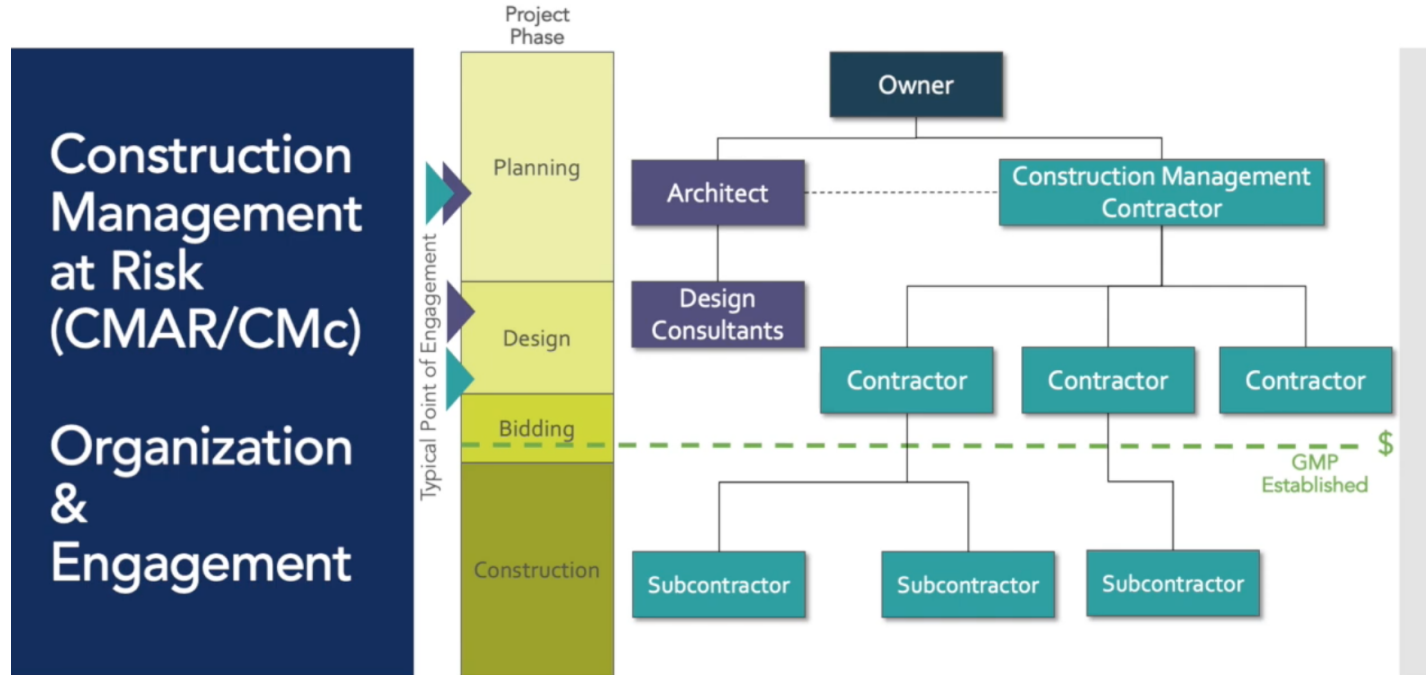 Construction
Management
at Risk
(CMAR/CMc)
Organization
&
Engagement
Typical Point of Engagement
Project
Phase
Planning
Design
Bidding
Construction
Owner
Architect
Construction Management
Contractor
Design
Consultants
Contractor
Contractor
Contractor
$
GMP
Established
Subcontractor
Subcontractor
Subcontractor